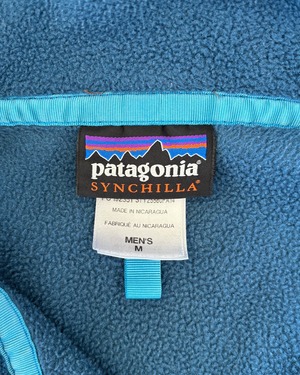 patagonia®
SYNCHILLA®
MADE IN NICARAGUA
FABRIQUÉ AU NICARAGUA
MEN'S
M